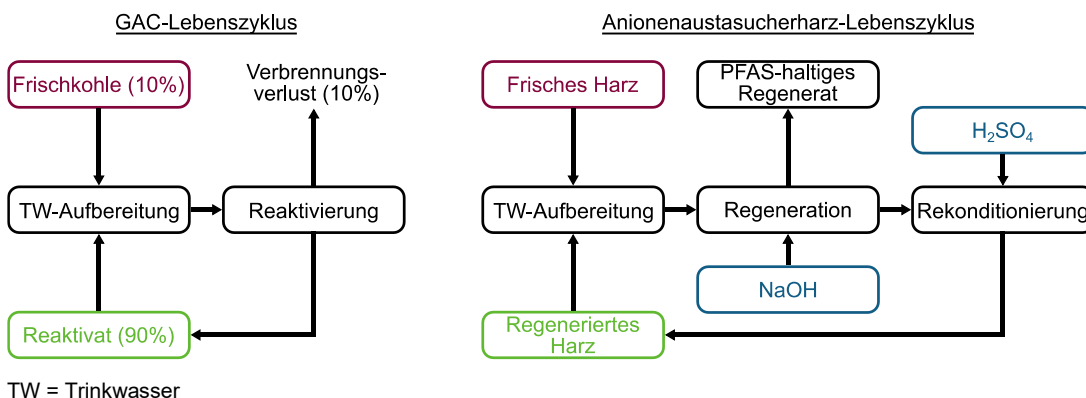 GAC-Lebenszyklus
Frischkohle (10%)
Verbrennungs-
verlust (10%)
TW-Aufbereitung
Reaktivierung
Reaktivat (90%)
TW = Trinkwasser
Anionenaustasucherharz-Lebenszyklus
Frisches Harz
PFAS-haltiges
Regenerat
H₂SO₄
TW-Aufbereitung
Regeneration
Rekonditionierung
NaOH
Regeneriertes
Harz